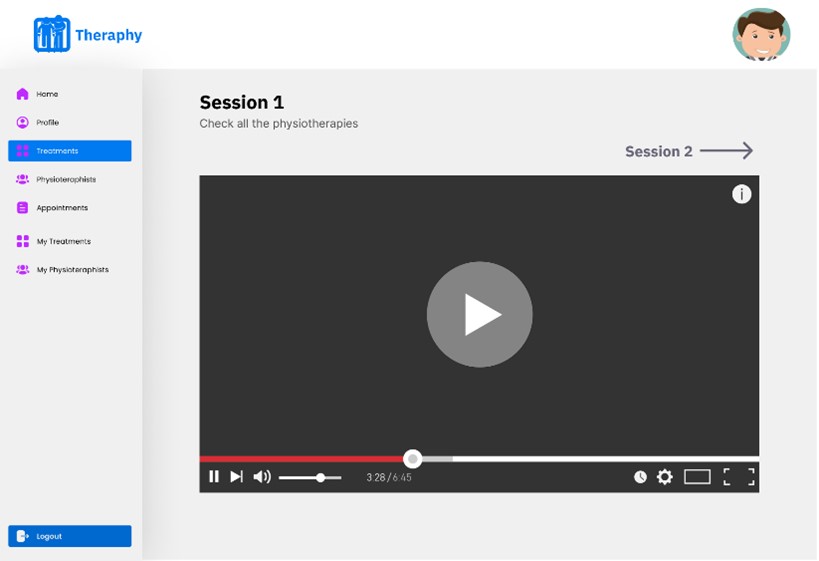 Theraphy
Home
Profile
Treatments
Physioteraphists
Appointments
My Treatments
My Physioteraphists
Logout
Session 1
Check all the physiotherapies
Session 2
i
3:28 / 6:45